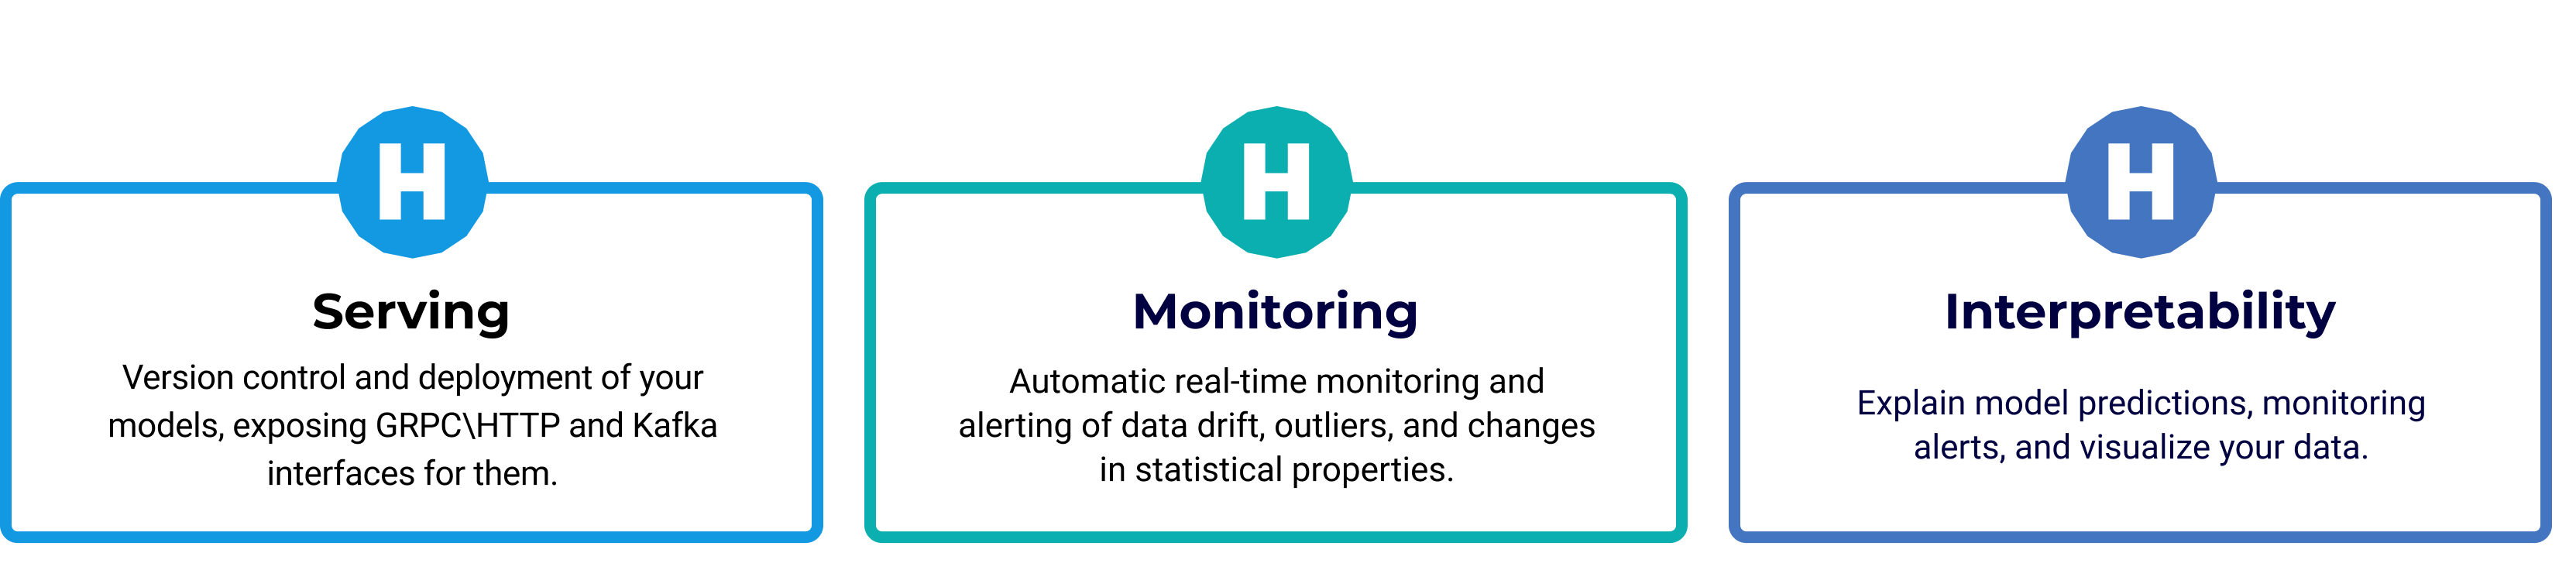 H
Serving
Version control and deployment of your
models, exposing GRPC\HTTP and Kafka
interfaces for them.
H
Monitoring
Automatic real-time monitoring and
alerting of data drift, outliers, and changes
in statistical properties.
H
Interpretability
Explain model predictions, monitoring
alerts, and visualize your data.